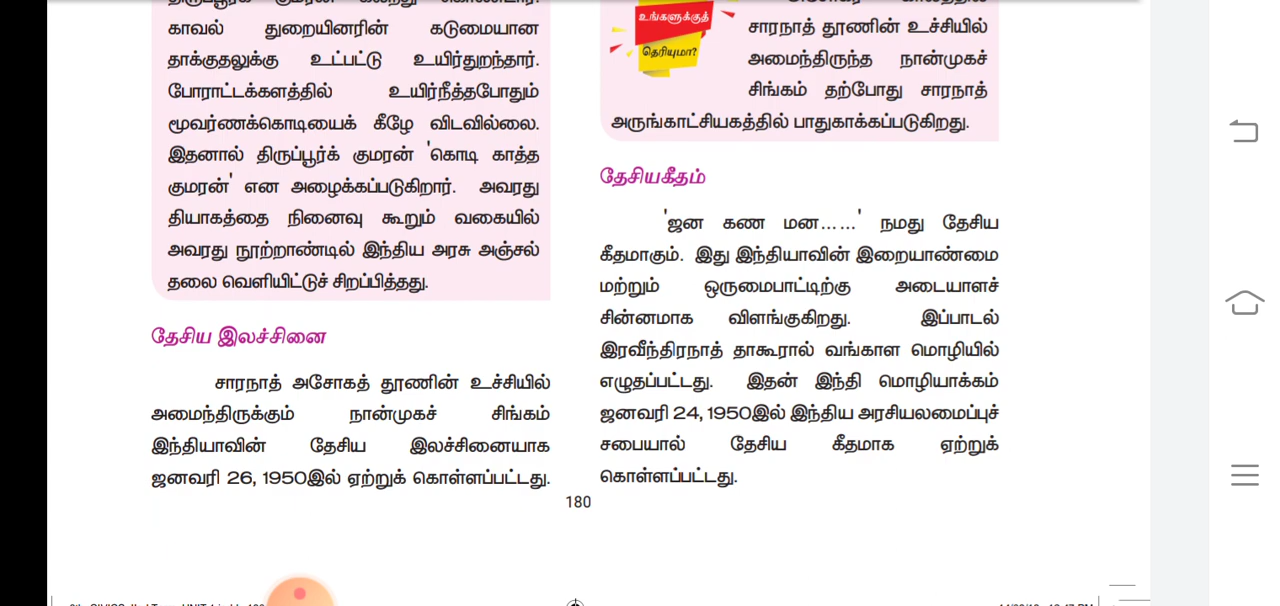 காவல் துறையினரின் கடுமையான
தாக்குதலுக்கு உட்பட்டு உயிர்துறந்தார்.
போராட்டக்களத்தில் உயிர்நீத்தபோதும்
மூவர்ணக்கொடியைக் கீழே விடவில்லை.
இதனால் திருப்பூர்க் குமரன் 'கொடி காத்த
குமரன்' என அழைக்கப்படுகிறார். அவரது
தியாகத்தை நினைவு கூறும் வகையில்
அவரது நூற்றாண்டில் இந்திய அரசு அஞ்சல்
தலை வெளியிட்டுச் சிறப்பித்தது.
தேசிய இலச்சினை
சாரநாத் அசோகத் தூணின் உச்சியில்
அமைந்திருக்கும் நான்முகச் சிங்கம்
இந்தியாவின் தேசிய இலச்சினையாக
ஜனவரி 26, 1950இல் ஏற்றுக் கொள்ளப்பட்டது.
உங்களுக்குத்
தெரியுமா?
சாரநாத் தூணின் உச்சியில்
அமைந்திருந்த நான்முகச்
சிங்கம் தற்போது சாரநாத்
அருங்காட்சியகத்தில் பாதுகாக்கப்படுகிறது.
தேசியகீதம்
'ஜன கண மன......' நமது தேசிய
கீதமாகும். இது இந்தியாவின் இறையாண்மை
மற்றும் ஒருமைபாட்டிற்கு அடையாளச்
சின்னமாக விளங்குகிறது. இப்பாடல்
இரவீந்திரநாத் தாகூரால் வங்காள மொழியில்
எழுதப்பட்டது. இதன் இந்தி மொழியாக்கம்
ஜனவரி 24, 1950இல் இந்திய அரசியலமைப்புச்
சபையால் தேசிய கீதமாக ஏற்றுக்
கொள்ளப்பட்டது.
180